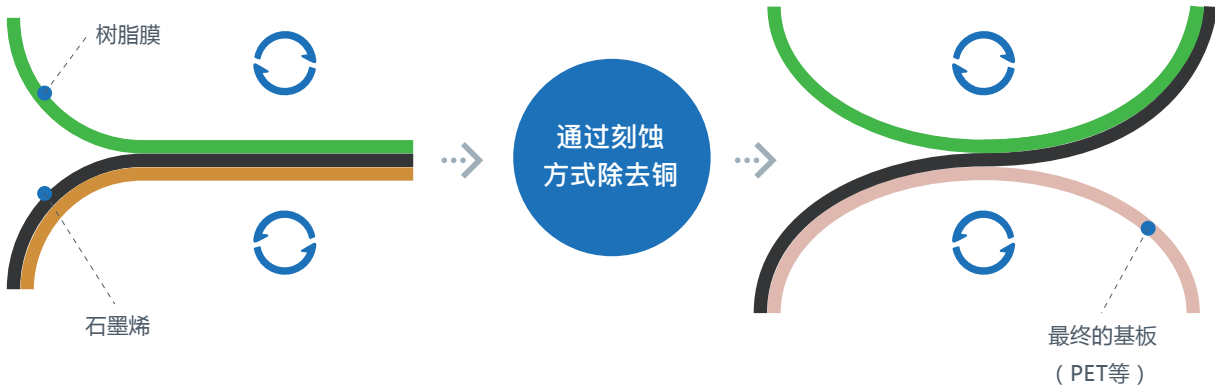 树脂膜
石墨烯
通过刻蚀
方式除去铜
最终的基板
（PET等）